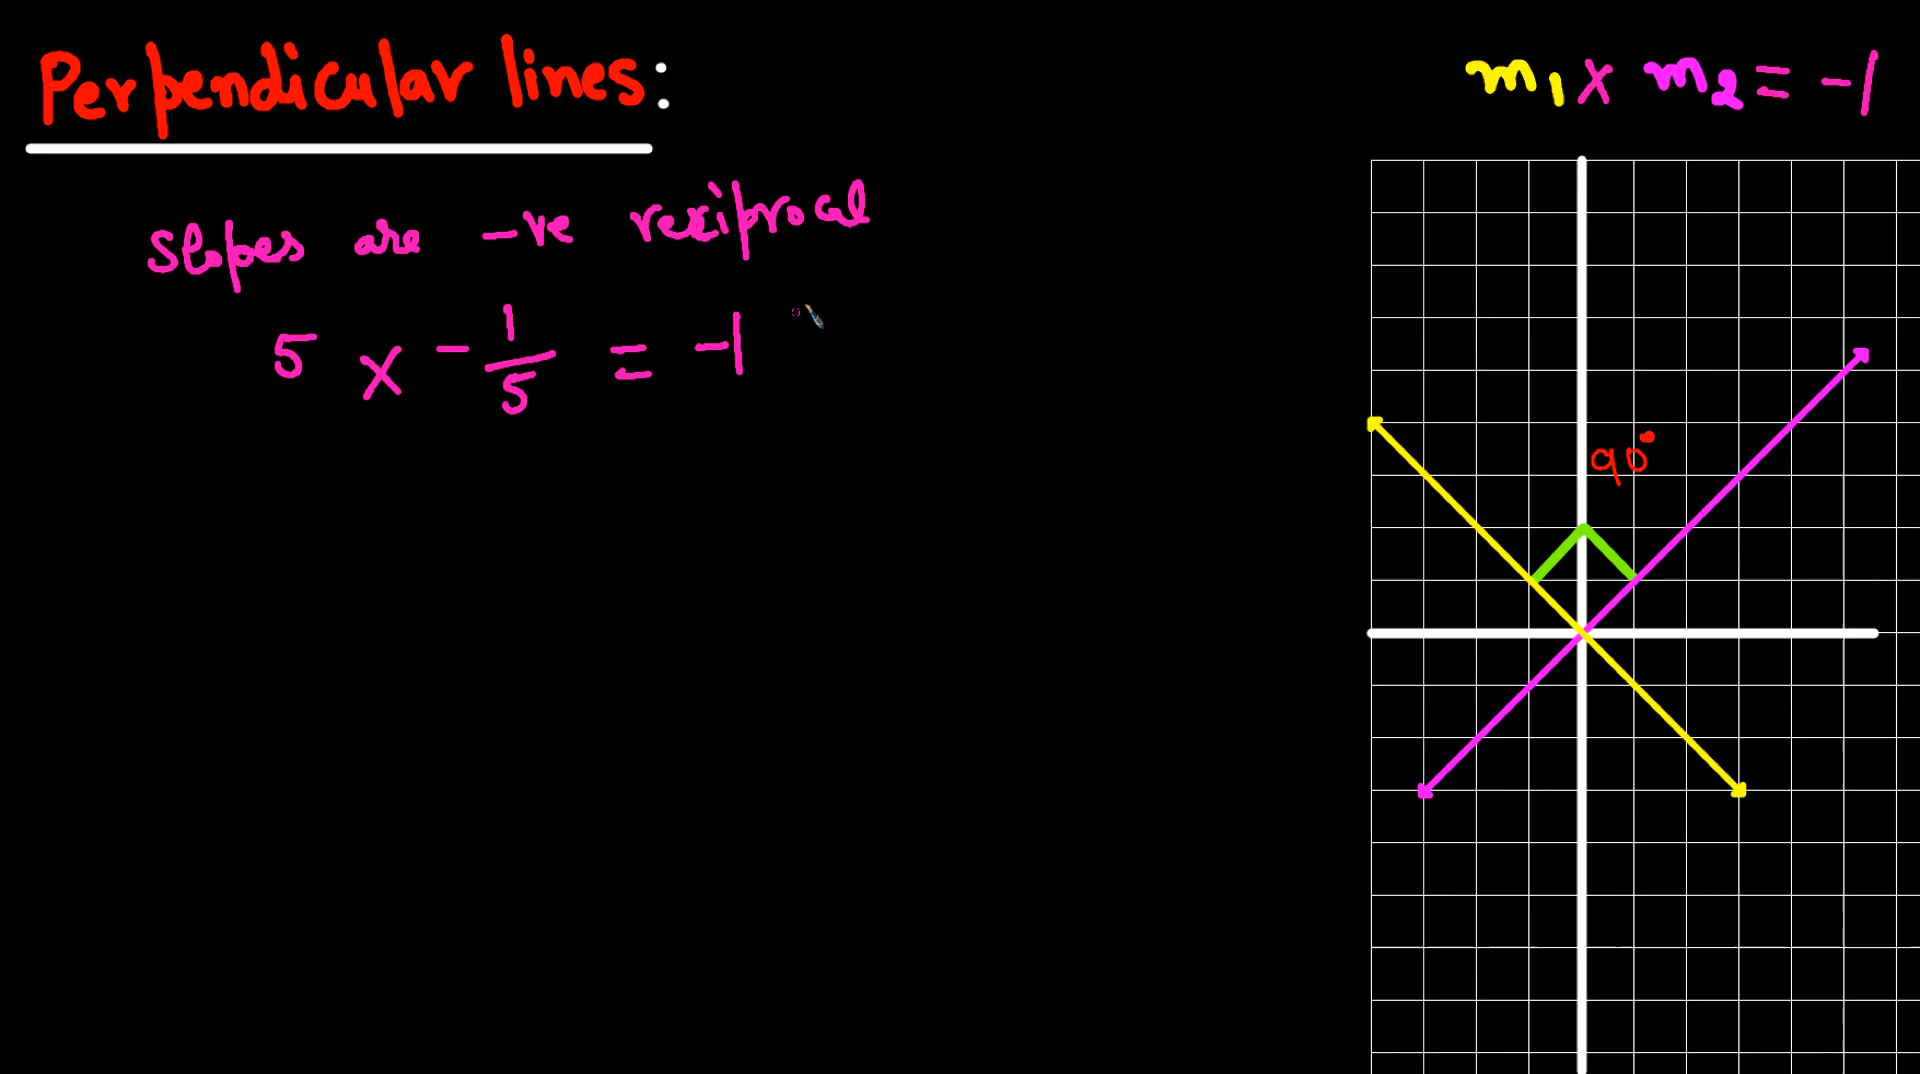 Perpendicular lines:
m1 x m2 = -1
slopes are -ve reciprocal
5 x - 1/5 = -1
90°